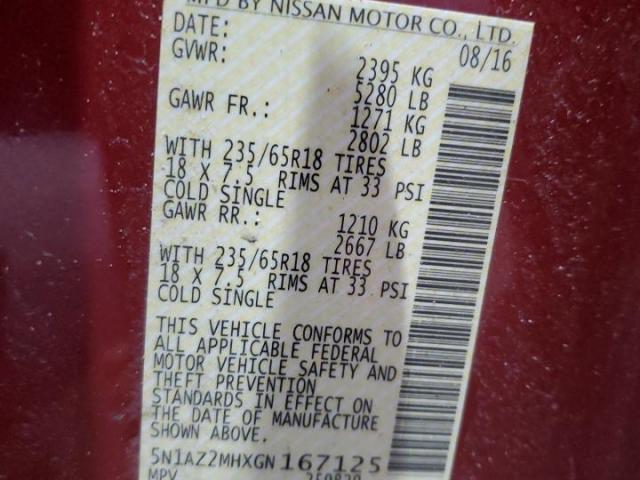 MFD BY NISSAN MOTOR CO., LTD.
DATE: 08/16
GVWR: 2395 KG
5280 LB
GAWR FR.: 1271 KG
2802 LB
WITH 235/65R18 TIRES
18 X 7.5 RIMS AT 33 PSI
COLD SINGLE
GAWR RR.: 1210 KG
2667 LB
WITH 235/65R18 TIRES
18 X 7.5 RIMS AT 33 PSI
COLD SINGLE
THIS VEHICLE CONFORMS TO
ALL APPLICABLE FEDERAL
MOTOR VEHICLE SAFETY AND
THEFT PREVENTION
STANDARDS IN EFFECT ON
THE DATE OF MANUFACTURE
SHOWN ABOVE.
5N1AZ2MHXGN167125
MPV